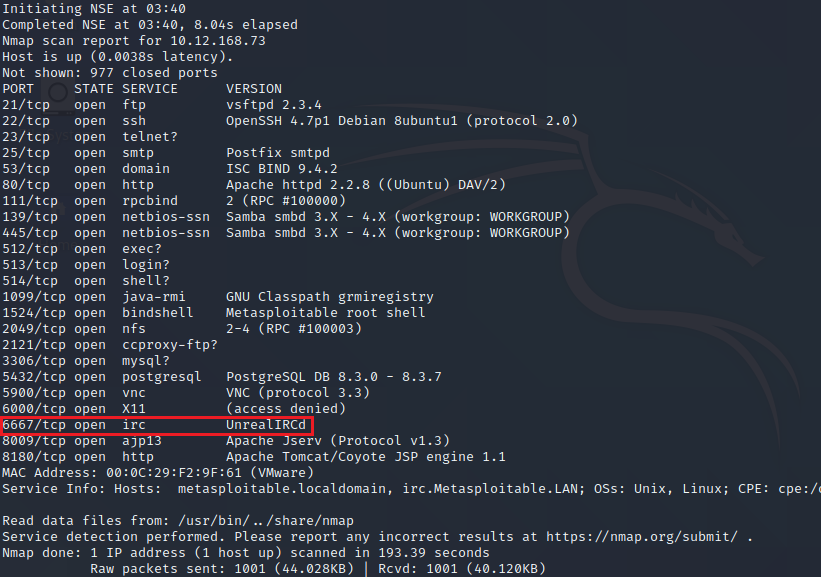 Initiating NSE at 03:40
Completed NSE at 03:40, 8.04s elapsed
Nmap scan report for 10.12.168.73
Host is up (0.0038s latency).
Not shown: 977 closed ports
PORT     STATE SERVICE      VERSION
21/tcp   open  ftp          vsftpd 2.3.4
22/tcp   open  ssh          OpenSSH 4.7p1 Debian 8ubuntu1 (protocol 2.0)
23/tcp   open  telnet?
25/tcp   open  smtp         Postfix smtpd
53/tcp   open  domain       ISC BIND 9.4.2
80/tcp   open  http         Apache httpd 2.2.8 ((Ubuntu) DAV/2)
111/tcp  open  rpcbind      2 (RPC #100000)
139/tcp  open  netbios-ssn  Samba smbd 3.X - 4.X (workgroup: WORKGROUP)
445/tcp  open  netbios-ssn  Samba smbd 3.X - 4.X (workgroup: WORKGROUP)
512/tcp  open  exec?
513/tcp  open  login?
514/tcp  open  shell?
1099/tcp open  java-rmi     GNU Classpath grmiregistry
1524/tcp open  bindshell    Metasploitable root shell
2049/tcp open  nfs          2-4 (RPC #100003)
2121/tcp open  ccproxy-ftp?
3306/tcp open  mysql?
5432/tcp open  postgresql   PostgreSQL DB 8.3.0 - 8.3.7
5900/tcp open  vnc          VNC (protocol 3.3)
6000/tcp open  X11          (access denied)
6667/tcp open  irc          UnrealIRCd
8009/tcp open  ajp13        Apache Jserv (Protocol v1.3)
8180/tcp open  http         Apache Tomcat/Coyote JSP engine 1.1
MAC Address: 00:0C:29:F2:9F:61 (VMware)
Service Info: Hosts:  metasploitable.localdomain, irc.Metasploitable.LAN; OSs: Unix, Linux; CPE: cpe:/
Read data files from: /usr/bin/../share/nmap
Service detection performed. Please report any incorrect results at https://nmap.org/submit/ .
Nmap done: 1 IP address (1 host up) scanned in 193.39 seconds
Raw packets sent: 1001 (44.028KB) | Rcvd: 1001 (40.120KB)